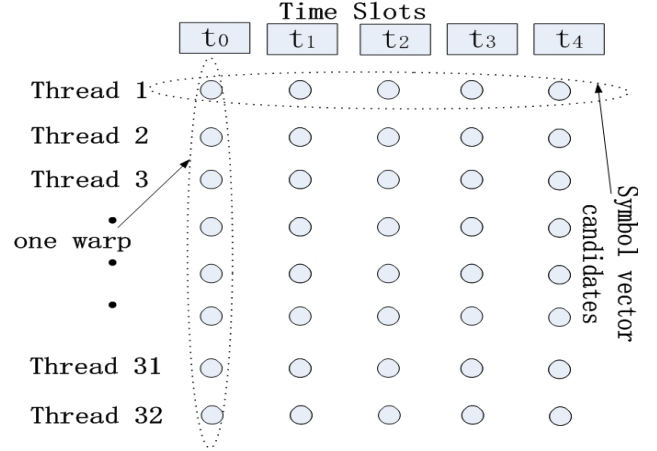 Time Slots
t0 t1 t2 t3 t4
Thread 1
Thread 2
Thread 3
one warp
Thread 31
Thread 32
Symbol vector
candidates